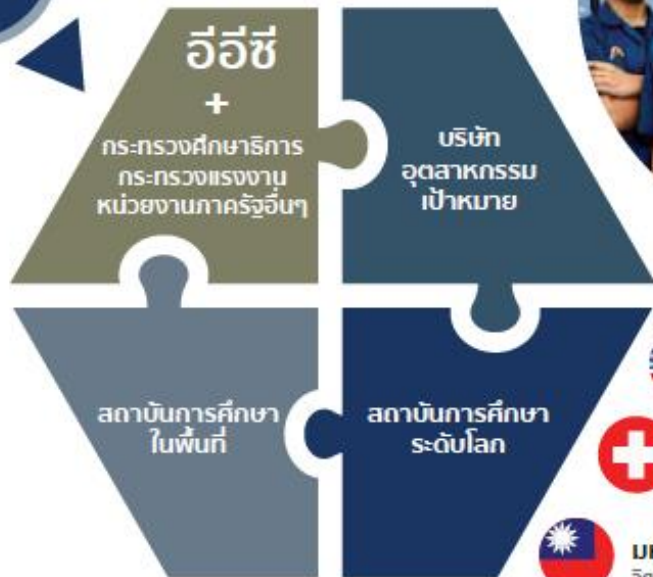 อีอีซี
+
กระทรวงศึกษาธิการ
กระทรวงแรงงาน
หน่วยงานภาครัฐอื่นๆ
บริษัท
อุตสาหกรรม
เป้าหมาย
สถาบันการศึกษา
ในพื้นที่
สถาบันการศึกษา
ระดับโลก